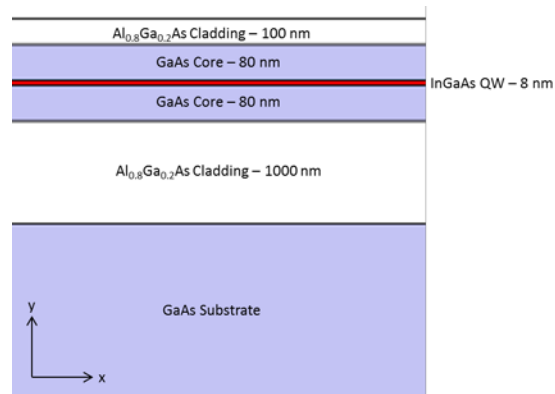 Al₀.₈Ga₀.₂As Cladding – 100 nm
GaAs Core – 80 nm
InGaAs QW – 8 nm
GaAs Core – 80 nm
Al₀.₈Ga₀.₂As Cladding – 1000 nm
GaAs Substrate
y
x